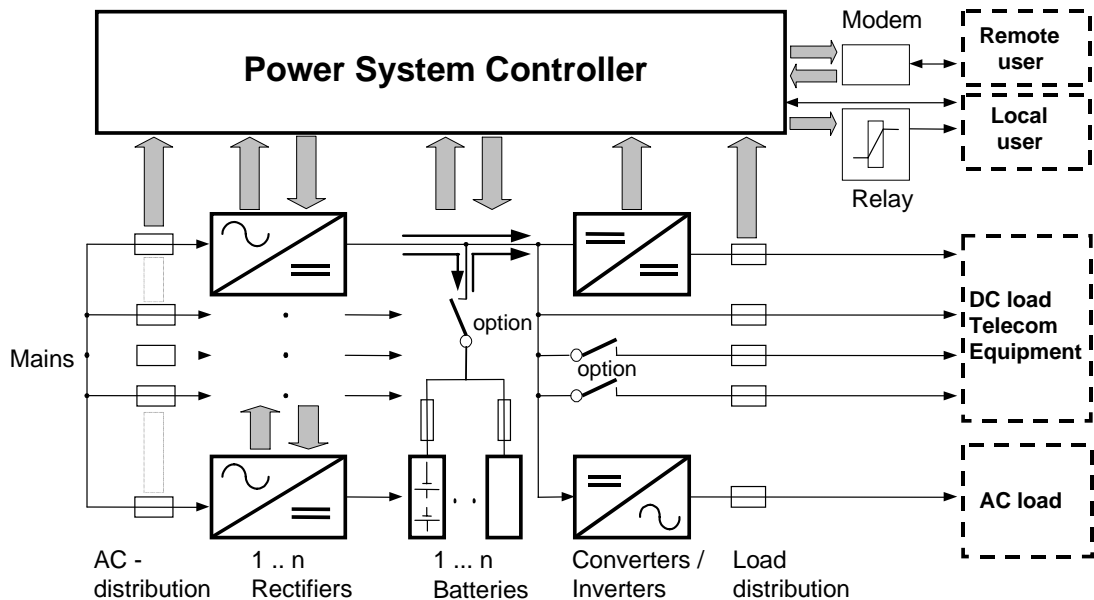 Modem
Remote
user
Power System Controller
Local
user
Relay
option
DC load
Telecom
Equipment
Mains
option
AC load
AC -
distribution
1 .. n
Rectifiers
1 ... n
Batteries
Converters /
Inverters
Load
distribution